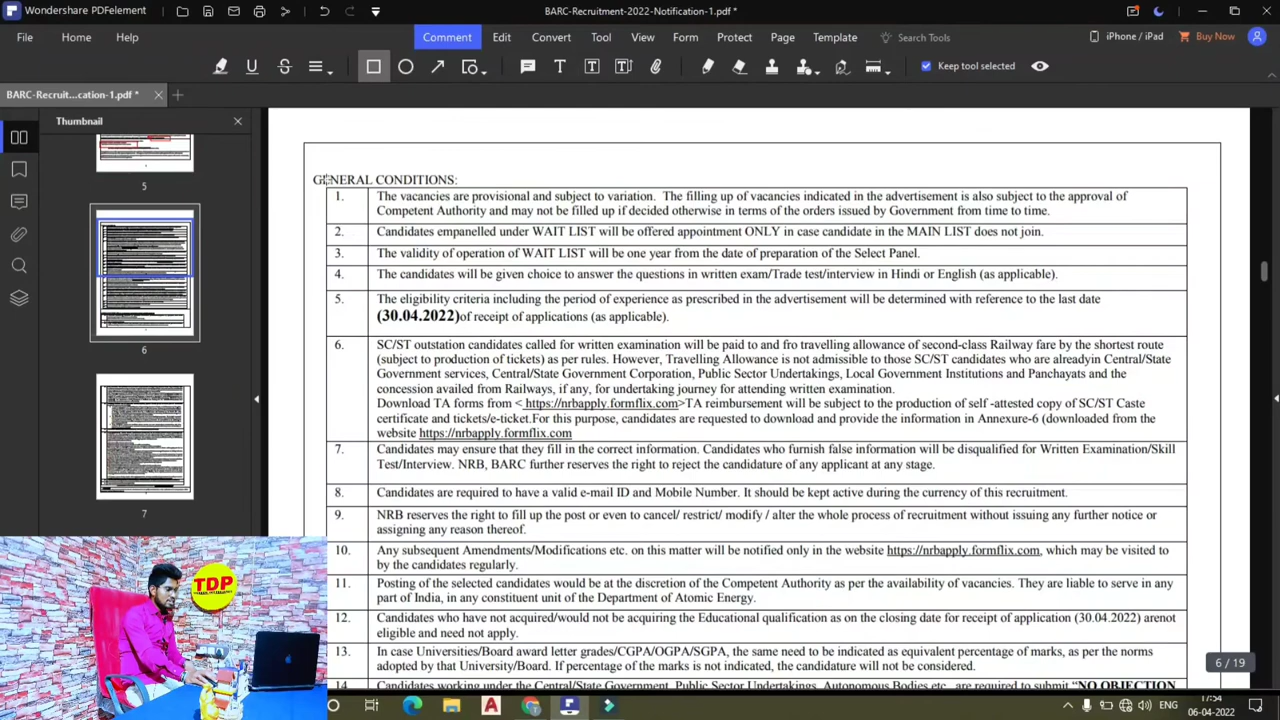 Wondershare PDFelement
BARC-Recruitment-2022-Notification-1.pdf *
File Home Help Comment Edit Convert Tool View Form Protect Page Template Search Tools iPhone / iPad Buy Now
Keep tool selected
BARC-Recruit...cation-1.pdf *
Thumbnail
5
6
7
GENERAL CONDITIONS:
1. The vacancies are provisional and subject to variation. The filling up of vacancies indicated in the advertisement is also subject to the approval of
Competent Authority and may not be filled up if decided otherwise in terms of the orders issued by Government from time to time.
2. Candidates empanelled under WAIT LIST will be offered appointment ONLY in case candidate in the MAIN LIST does not join.
3. The validity of operation of WAIT LIST will be one year from the date of preparation of the Select Panel.
4. The candidates will be given choice to answer the questions in written exam/Trade test/interview in Hindi or English (as applicable).
5. The eligibility criteria including the period of experience as prescribed in the advertisement will be determined with reference to the last date
(30.04.2022)of receipt of applications (as applicable).
6. SC/ST outstation candidates called for written examination will be paid to and fro travelling allowance of second-class Railway fare by the shortest route
(subject to production of tickets) as per rules. However, Travelling Allowance is not admissible to those SC/ST candidates who are alreadyin Central/State
Government services, Central/State Government Corporation, Public Sector Undertakings, Local Government Institutions and Panchayats and the
concession availed from Railways, if any, for undertaking journey for attending written examination.
Download TA forms from < https://nrbapply.formflix.com>TA reimbursement will be subject to the production of self -attested copy of SC/ST Caste
certificate and tickets/e-ticket.For this purpose, candidates are requested to download and provide the information in Annexure-6 (downloaded from the
website https://nrbapply.formflix.com
7. Candidates may ensure that they fill in the correct information. Candidates who furnish false information will be disqualified for Written Examination/Skill
Test/Interview. NRB, BARC further reserves the right to reject the candidature of any applicant at any stage.
8. Candidates are required to have a valid e-mail ID and Mobile Number. It should be kept active during the currency of this recruitment.
9. NRB reserves the right to fill up the post or even to cancel/ restrict/ modify / alter the whole process of recruitment without issuing any further notice or
assigning any reason thereof.
10. Any subsequent Amendments/Modifications etc. on this matter will be notified only in the website https://nrbapply.formflix.com, which may be visited to
by the candidates regularly.
11. Posting of the selected candidates would be at the discretion of the Competent Authority as per the availability of vacancies. They are liable to serve in any
part of India, in any constituent unit of the Department of Atomic Energy.
12. Candidates who have not acquired/would not be acquiring the Educational qualification as on the closing date for receipt of application (30.04.2022) arenot
eligible and need not apply.
13. In case Universities/Board award letter grades/CGPA/OGPA/SGPA, the same need to be indicated as equivalent percentage of marks, as per the norms
adopted by that University/Board. If percentage of the marks is not indicated, the candidature will not be considered.
14 Candidates working under the Central/State Government, Public Sector Undertakings, Autonomous Bodies etc. are required to submit "NO OBJECTION
6 / 19
TDP
ENG
17:54
06-04-2022